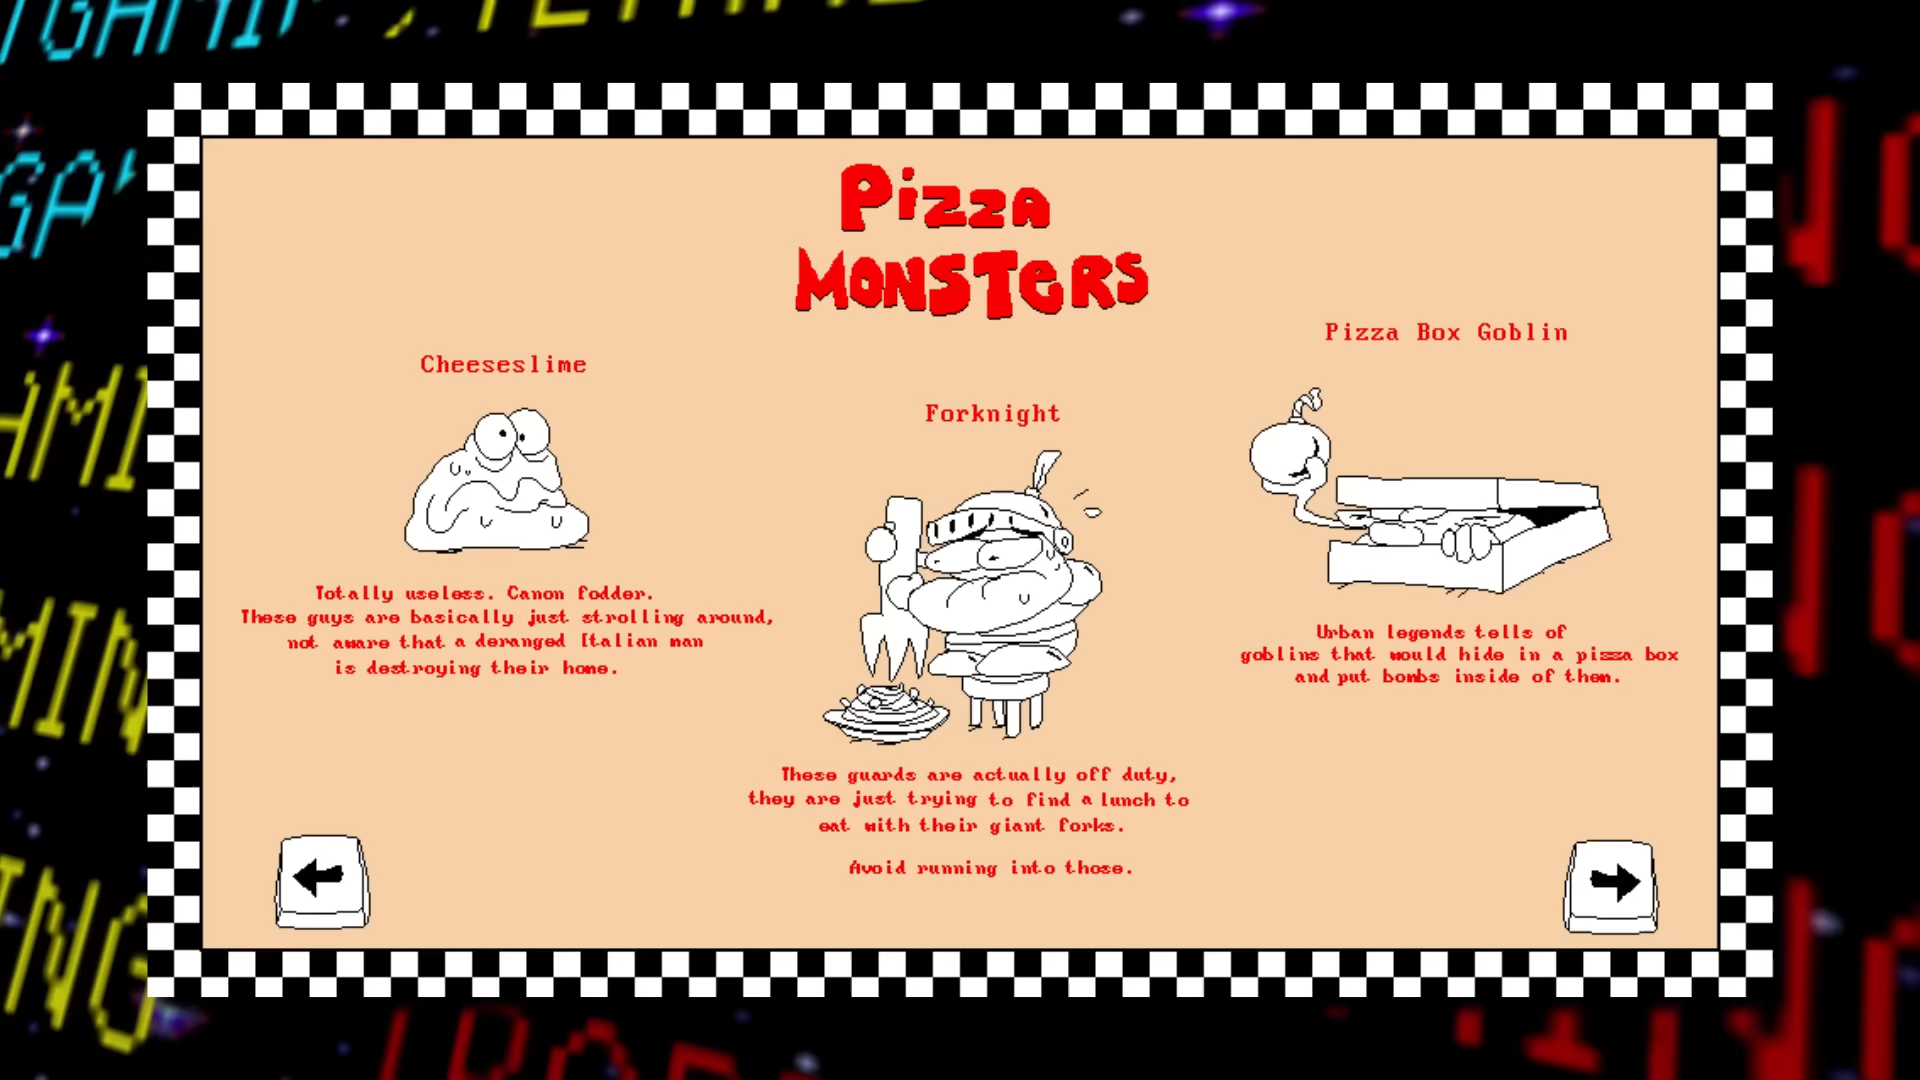 Pizza
MONSTERS
Cheeseslime
Totally useless. Canon fodder.
These guys are basically just strolling around,
not aware that a deranged Italian man
is destroying their home.
Forknight
These guards are actually off duty,
they are just trying to find a lunch to
eat with their giant forks.
Avoid running into those.
Pizza Box Goblin
Urban legends tells of
goblins that would hide in a pizza box
and put bombs inside of them.